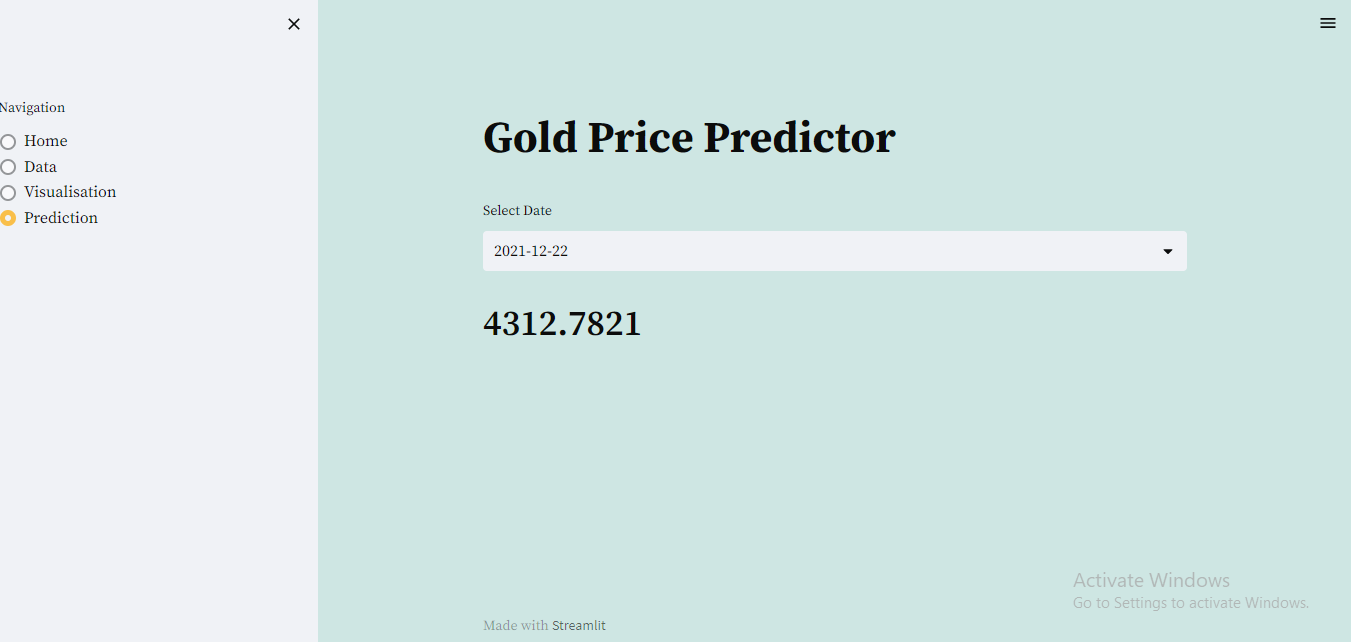 Navigation
Home
Data
Visualisation
Prediction
Gold Price Predictor
Select Date
2021-12-22
4312.7821
Activate Windows
Go to Settings to activate Windows.
Made with Streamlit